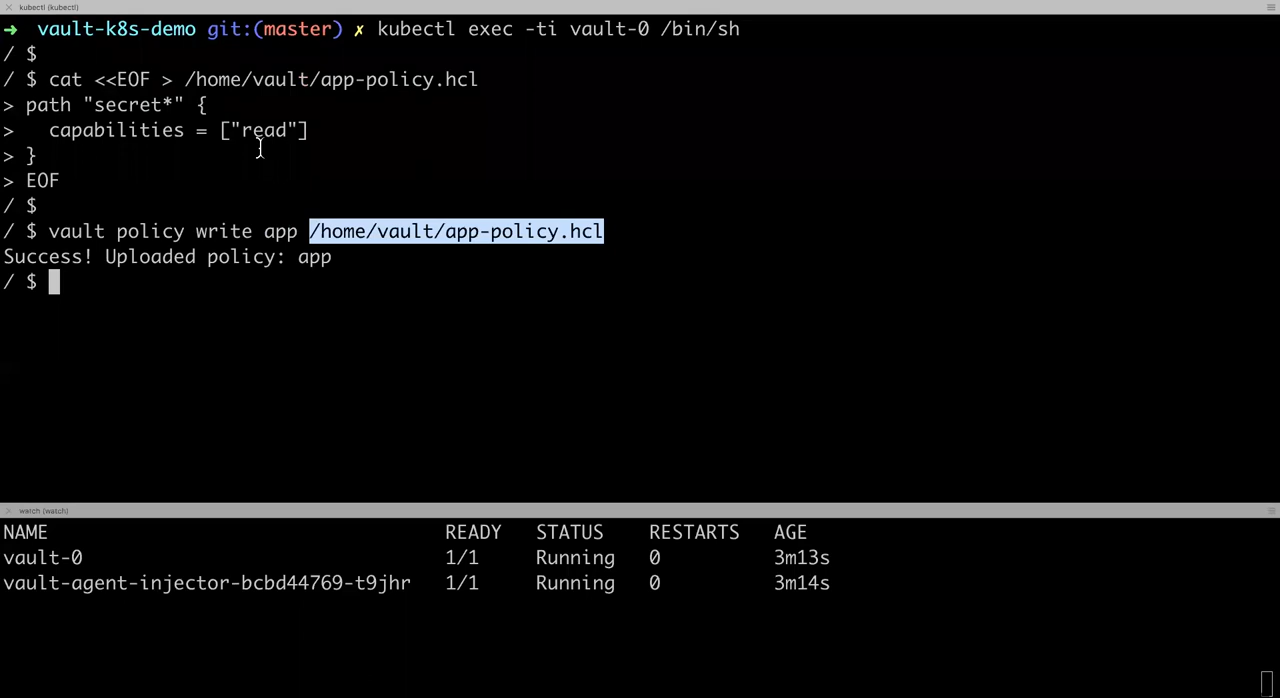 kubectl (kubectl)
➜  vault-k8s-demo git:(master) ✗ kubectl exec -ti vault-0 /bin/sh
/ $
/ $ cat <<EOF > /home/vault/app-policy.hcl
> path "secret*" {
>   capabilities = ["read"]
> }
> EOF
/ $
/ $ vault policy write app /home/vault/app-policy.hcl
Success! Uploaded policy: app
/ $
watch (watch)
NAME READY STATUS RESTARTS AGE
vault-0 1/1 Running 0 3m13s
vault-agent-injector-bcbd44769-t9jhr 1/1 Running 0 3m14s